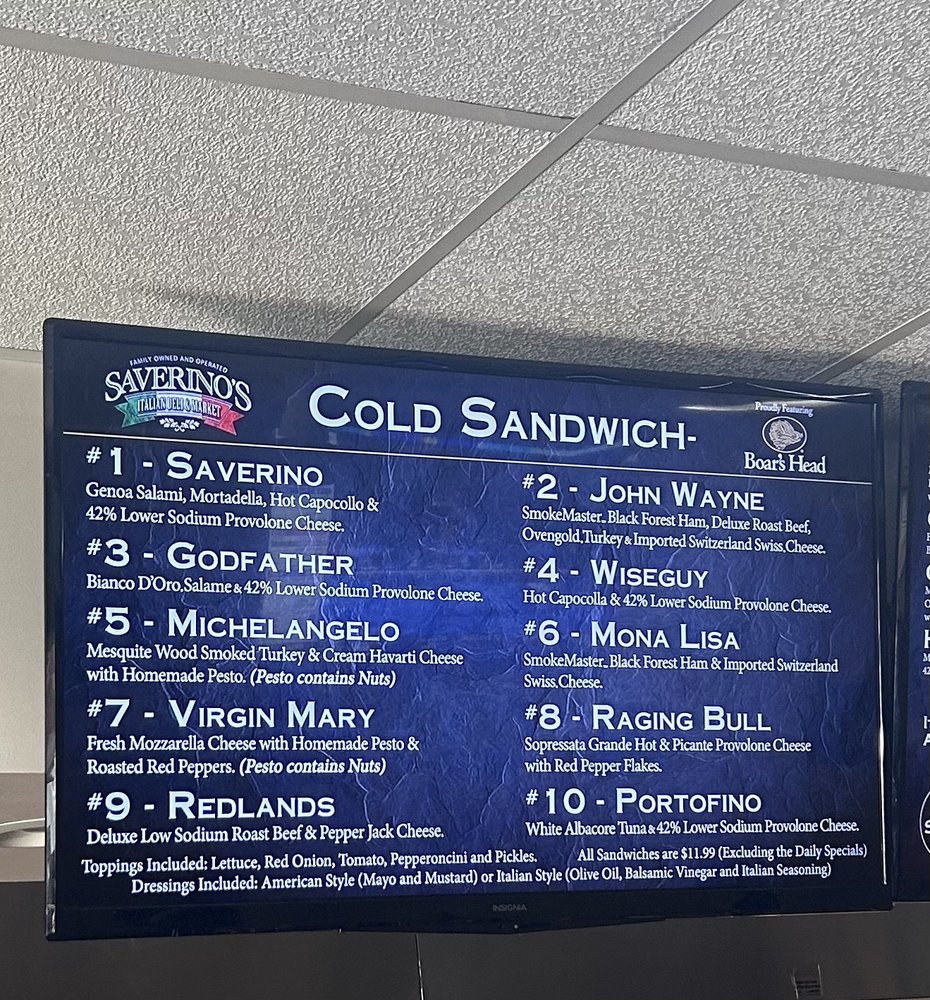 FAMILY OWNED AND OPERATED
SAVERINO'S
ITALIAN DELI & MARKET
COLD SANDWICH-
Proudly Featuring
Boar's Head
#1 - SAVERINO
Genoa Salami, Mortadella, Hot Capocollo &
42% Lower Sodium Provolone Cheese.
#2 - JOHN WAYNE
SmokeMaster. Black Forest Ham, Deluxe Roast Beef,
Ovengold.Turkey & Imported Switzerland Swiss.Cheese.
#3 - GODFATHER
Bianco D'Oro.Salame & 42% Lower Sodium Provolone Cheese.
#4 - WISEGUY
Hot Capocolla & 42% Lower Sodium Provolone Cheese.
#5 - MICHELANGELO
Mesquite Wood Smoked Turkey & Cream Havarti Cheese
with Homemade Pesto. (Pesto contains Nuts)
#6 - MONA LISA
SmokeMaster. Black Forest Ham & Imported Switzerland
Swiss.Cheese.
#7 - VIRGIN MARY
Fresh Mozzarella Cheese with Homemade Pesto &
Roasted Red Peppers. (Pesto contains Nuts)
#8 - RAGING BULL
Sopressata Grande Hot & Picante Provolone Cheese
with Red Pepper Flakes.
#9 - REDLANDS
Deluxe Low Sodium Roast Beef & Pepper Jack Cheese.
#10 - PORTOFINO
White Albacore Tuna & 42% Lower Sodium Provolone Cheese.
Toppings Included: Lettuce, Red Onion, Tomato, Pepperoncini and Pickles.
All Sandwiches are $11.99 (Excluding the Daily Specials)
Dressings Included: American Style (Mayo and Mustard) or Italian Style (Olive Oil, Balsamic Vinegar and Italian Seasoning)
INSIGNIA